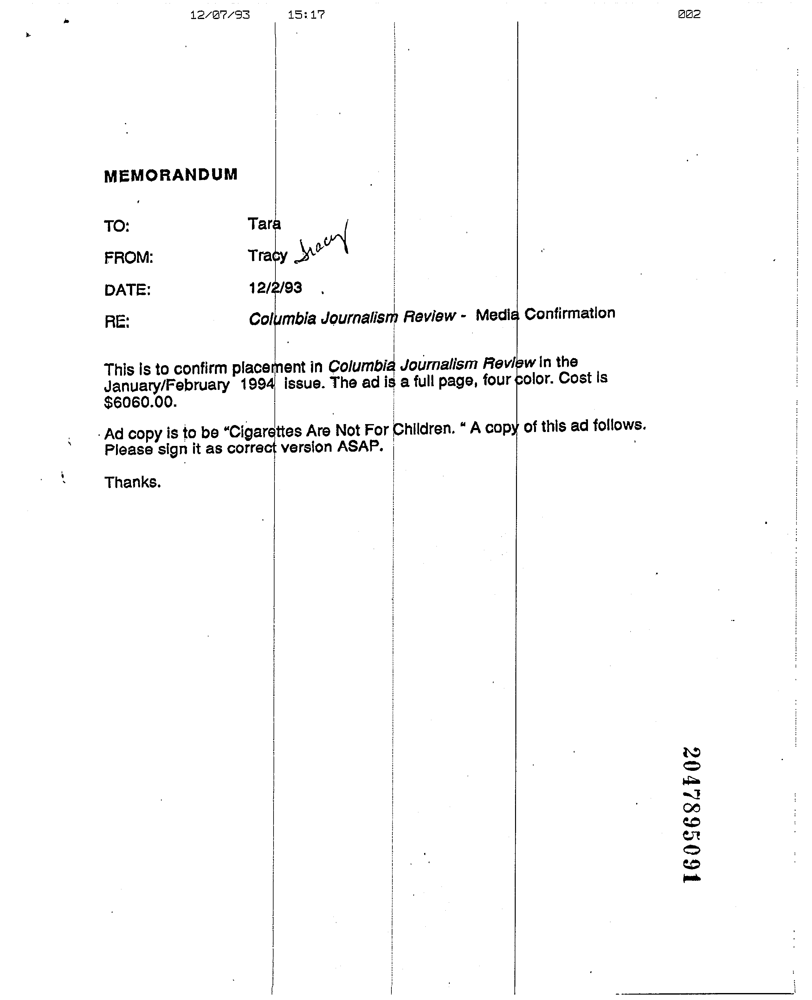 12/07/93 15:17 002
MEMORANDUM
TO: Tara
FROM: Tracy Tracy
DATE: 12/2/93
RE: Columbia Journalism Review - Media Confirmation
This is to confirm placement in Columbia Journalism Review in the
January/February 1994 issue. The ad is a full page, four color. Cost is
$6060.00.
Ad copy is to be "Cigarettes Are Not For Children. " A copy of this ad follows.
Please sign it as correct version ASAP.
Thanks.
2047895091